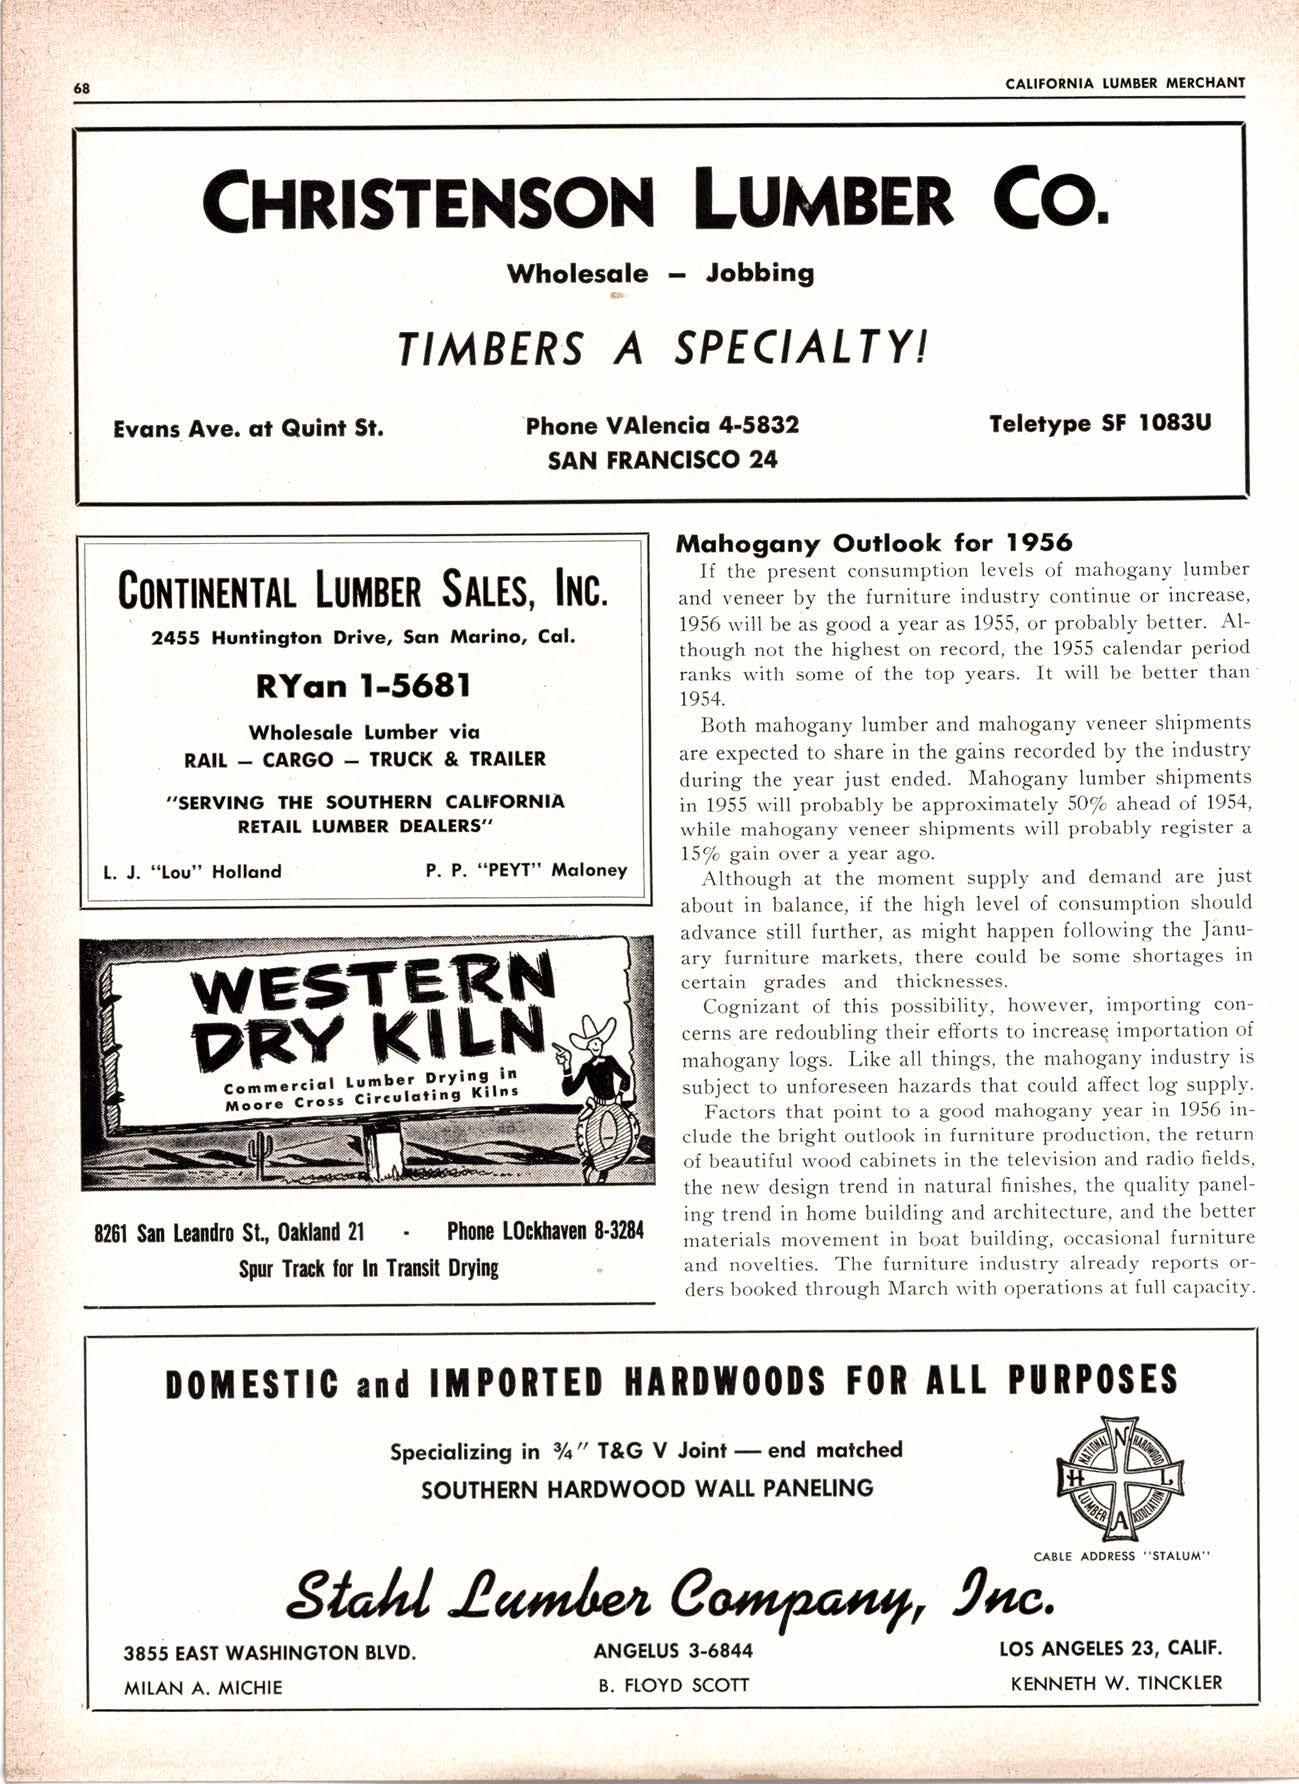 68
CALIFORNIA LUMBER MERCHANT
CHRISTENSON LUMBER CO.
Wholesale — Jobbing
TIMBERS A SPECIALTY!
Evans Ave. at Quint St.
Phone VAlencia 4-5832
Teletype SF 1083U
SAN FRANCISCO 24
CONTINENTAL LUMBER SALES, INC.
2455 Huntington Drive, San Marino, Cal.
RYan 1-5681
Wholesale Lumber via
RAIL — CARGO — TRUCK & TRAILER
"SERVING THE SOUTHERN CALIFORNIA
RETAIL LUMBER DEALERS"
L. J. "Lou" Holland
P. P. "PEYT" Maloney
WESTERN
DRY KILN
Commercial Lumber Drying in
Moore Cross Circulating Kilns
8261 San Leandro St., Oakland 21 - Phone LOckhaven 8-3284
Spur Track for In Transit Drying
Mahogany Outlook for 1956
If the present consumption levels of mahogany lumber
and veneer by the furniture industry continue or increase,
1956 will be as good a year as 1955, or probably better. Al-
though not the highest on record, the 1955 calendar period
ranks with some of the top years. It will be better than
1954.
Both mahogany lumber and mahogany veneer shipments
are expected to share in the gains recorded by the industry
during the year just ended. Mahogany lumber shipments
in 1955 will probably be approximately 50% ahead of 1954,
while mahogany veneer shipments will probably register a
15% gain over a year ago.
Although at the moment supply and demand are just
about in balance, if the high level of consumption should
advance still further, as might happen following the Janu-
ary furniture markets, there could be some shortages in
certain grades and thicknesses.
Cognizant of this possibility, however, importing con-
cerns are redoubling their efforts to increase importation of
mahogany logs. Like all things, the mahogany industry is
subject to unforeseen hazards that could affect log supply.
Factors that point to a good mahogany year in 1956 in-
clude the bright outlook in furniture production, the return
of beautiful wood cabinets in the television and radio fields,
the new design trend in natural finishes, the quality panel-
ing trend in home building and architecture, and the better
materials movement in boat building, occasional furniture
and novelties. The furniture industry already reports or-
ders booked through March with operations at full capacity.
DOMESTIC and IMPORTED HARDWOODS FOR ALL PURPOSES
Specializing in ¾" T&G V Joint — end matched
SOUTHERN HARDWOOD WALL PANELING
NATIONAL HARDWOOD
LUMBER ASSOCIATION
N H L A
CABLE ADDRESS "STALUM"
Stahl Lumber Company, Inc.
3855 EAST WASHINGTON BLVD.
ANGELUS 3-6844
LOS ANGELES 23, CALIF.
MILAN A. MICHIE
B. FLOYD SCOTT
KENNETH W. TINCKLER